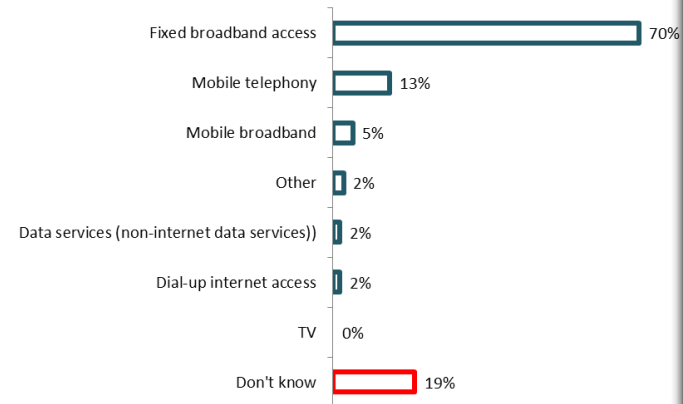 Fixed broadband access 70%
Mobile telephony 13%
Mobile broadband 5%
Other 2%
Data services (non-internet data services)) 2%
Dial-up internet access 2%
TV 0%
Don't know 19%